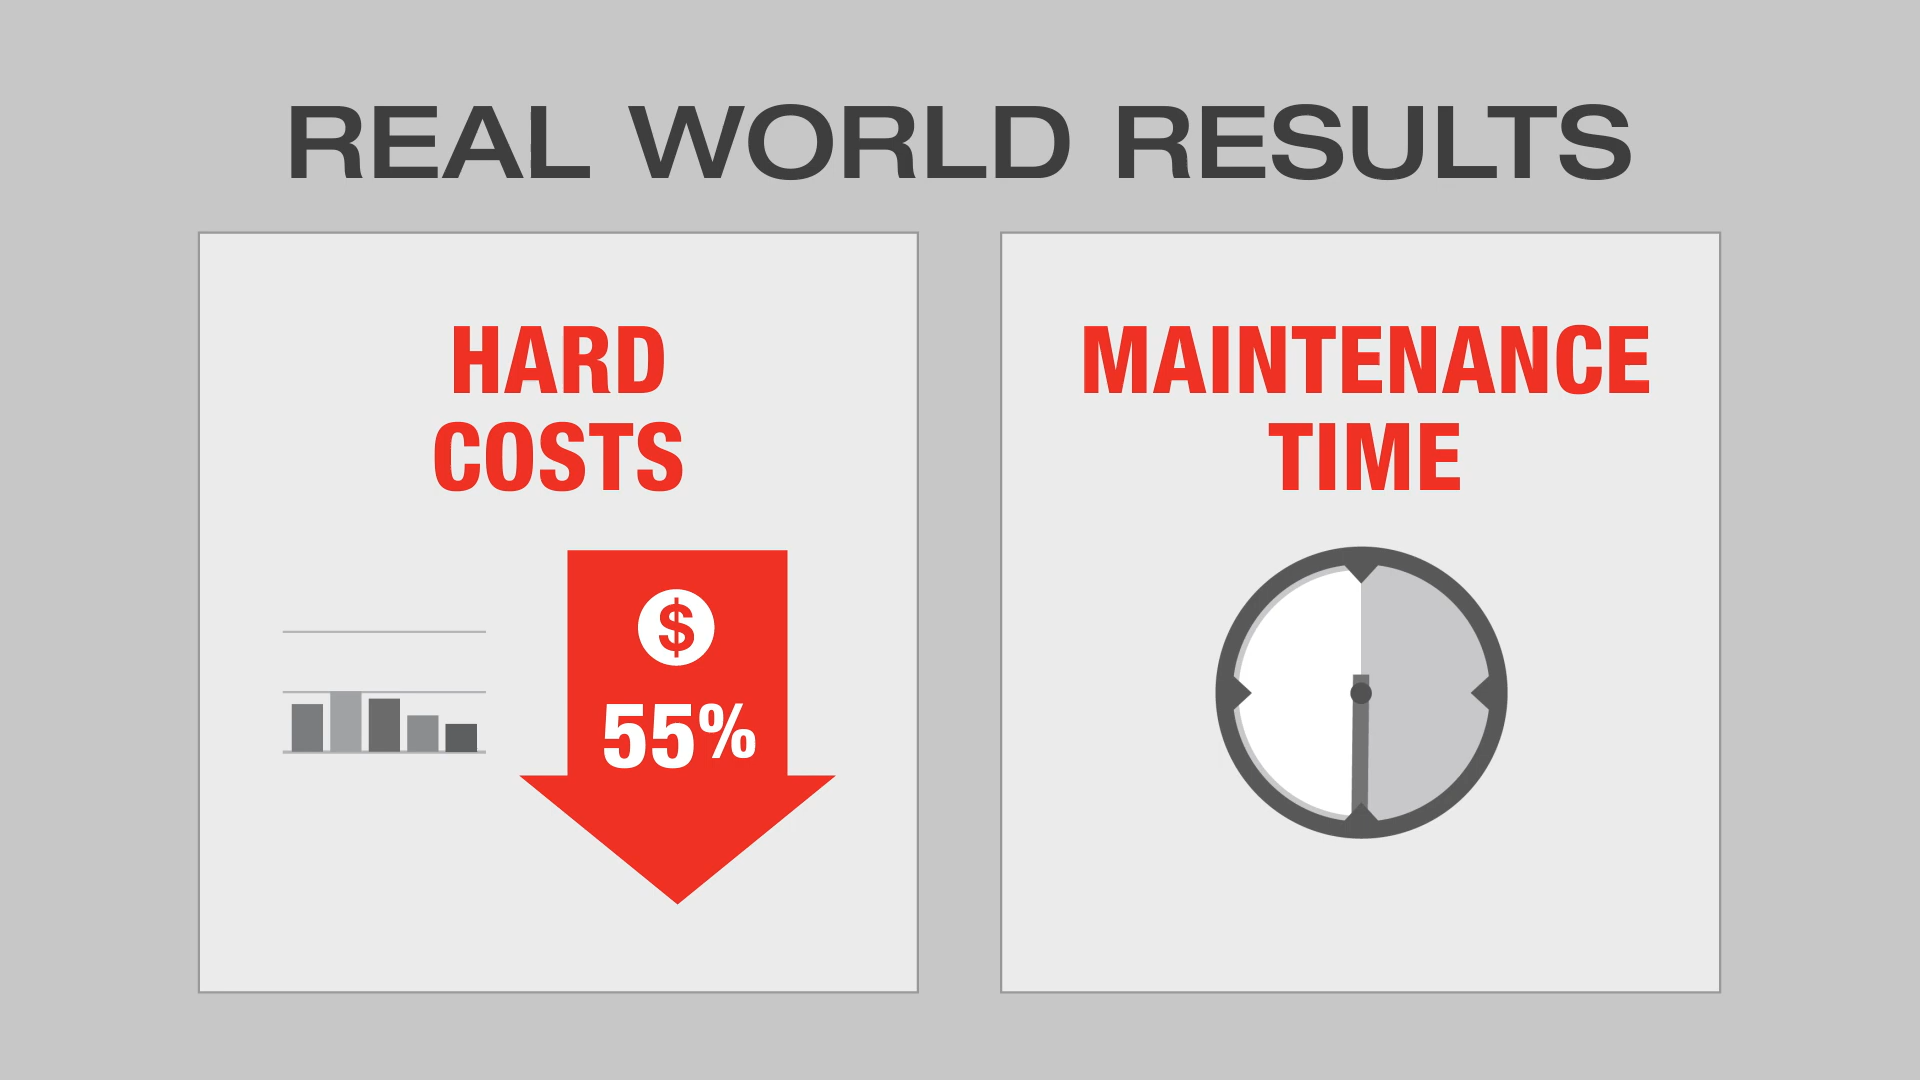 REAL WORLD RESULTS
HARD
COSTS
$
55%
MAINTENANCE
TIME